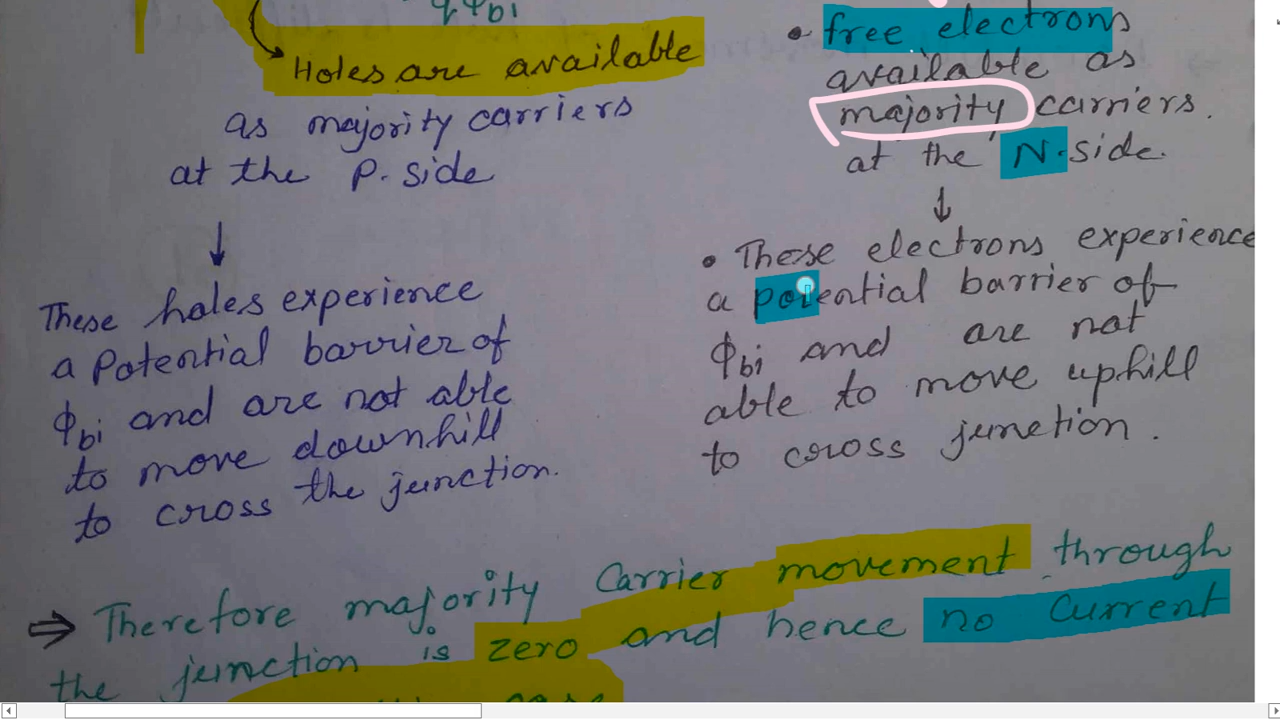 qΦbi
Holes are available
as majority carriers
at the P-side
↓
These holes experience
a Potential barrier of
Φbi and are not able
to move downhill
to cross the junction.
• free electrons
available as
majority carriers.
at the N-side.
↓
• These electrons experience
a potential barrier of
Φbi and are not
able to move uphill
to cross junction.
⇒ Therefore majority Carrier movement through
the junction is zero and hence no current
case